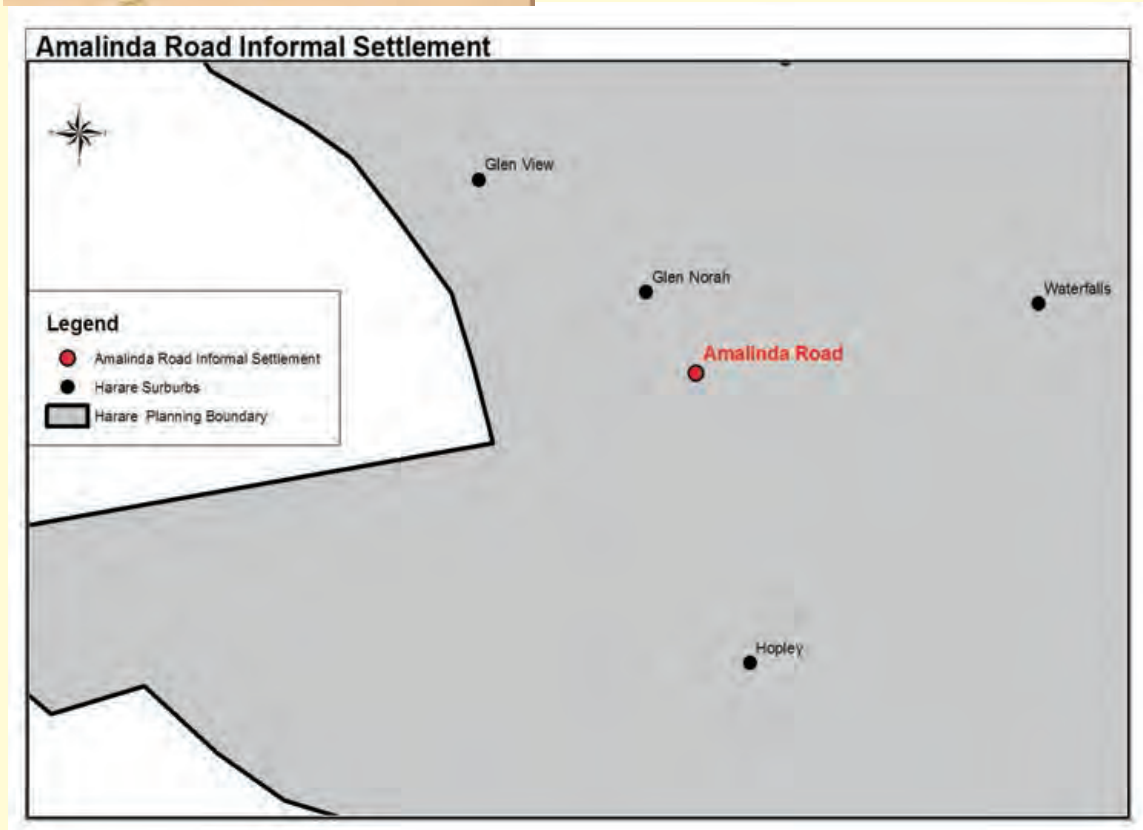 Amalinda Road Informal Settlement
Glen View
Glen Norah
Waterfalls
Amalinda Road
Legend
Amalinda Road Informal Settlement
Harare Surburbs
Harare Planning Boundary
Hopley